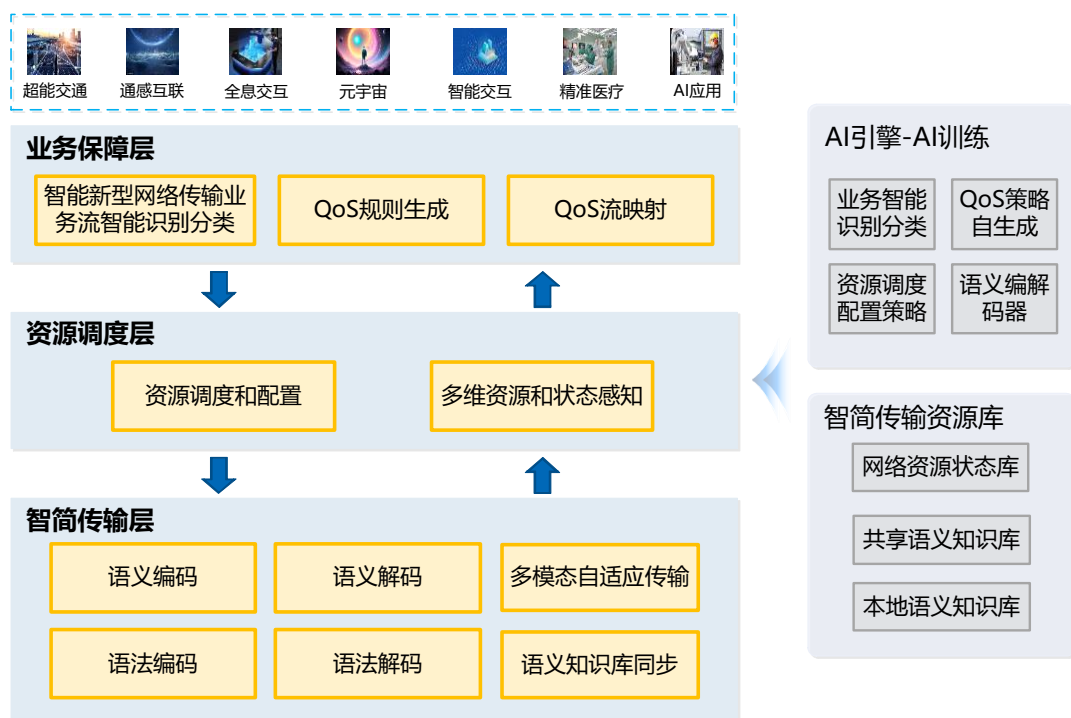 超能交通
通感互联
全息交互
元宇宙
智能交互
精准医疗
AI应用
业务保障层
智能新型网络传输业
务流智能识别分类
QoS规则生成
QoS流映射
资源调度层
资源调度和配置
多维资源和状态感知
智简传输层
语义编码
语义解码
多模态自适应传输
语法编码
语法解码
语义知识库同步
AI引擎-AI训练
业务智能
识别分类
QoS策略
自生成
资源调度
配置策略
语义编解
码器
智简传输资源库
网络资源状态库
共享语义知识库
本地语义知识库